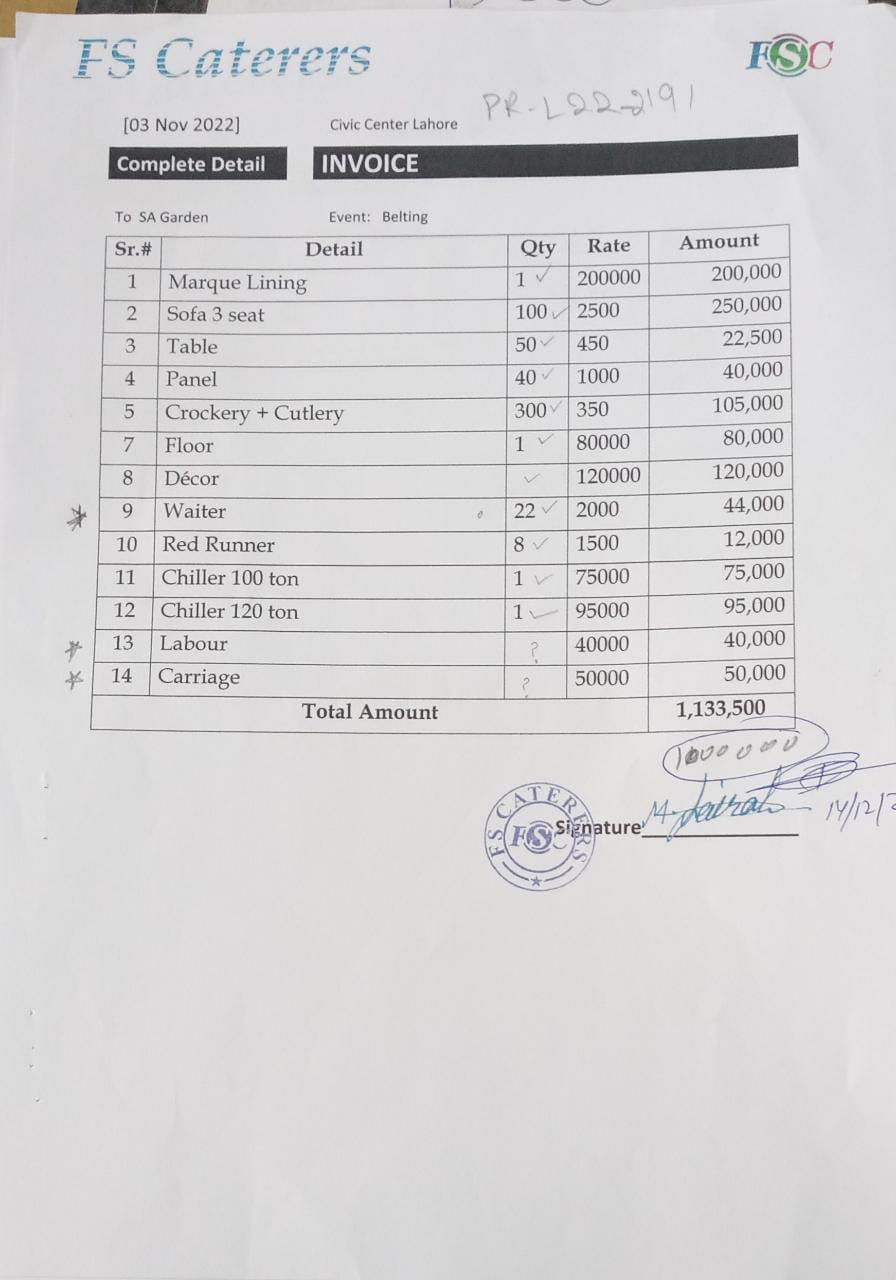 FS Caterers
FSC
PR-L22-2191
[03 Nov 2022] Civic Center Lahore
Complete Detail INVOICE
To SA Garden Event: Belting
Sr.# Detail Qty Rate Amount
1 Marque Lining 1 ✓ 200000 200,000
2 Sofa 3 seat 100 ✓ 2500 250,000
3 Table 50 ✓ 450 22,500
4 Panel 40 ✓ 1000 40,000
5 Crockery + Cutlery 300 ✓ 350 105,000
7 Floor 1 ✓ 80000 80,000
8 Décor ✓ 120000 120,000
9 Waiter 22 ✓ 2000 44,000
10 Red Runner 8 ✓ 1500 12,000
11 Chiller 100 ton 1 ✓ 75000 75,000
12 Chiller 120 ton 1 ✓ 95000 95,000
13 Labour ? 40000 40,000
14 Carriage ? 50000 50,000
Total Amount 1,133,500
1000000
FS CATERERS
FSC
Signature
14/12/2